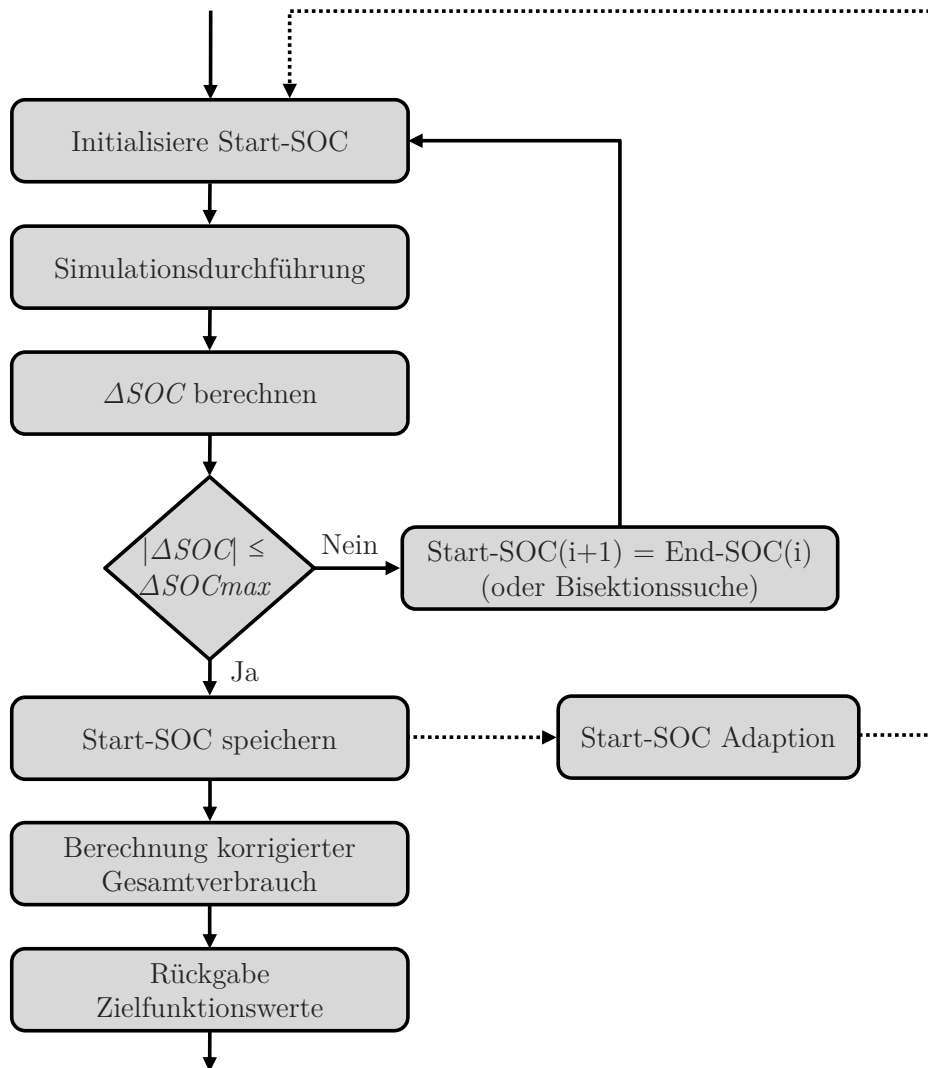 Initialisiere Start-SOC
Simulationsdurchführung
ΔSOC berechnen
|ΔSOC| ≤
ΔSOCmax
Nein
Start-SOC(i+1) = End-SOC(i)
(oder Bisektionssuche)
Ja
Start-SOC speichern
Start-SOC Adaption
Berechnung korrigierter
Gesamtverbrauch
Rückgabe
Zielfunktionswerte